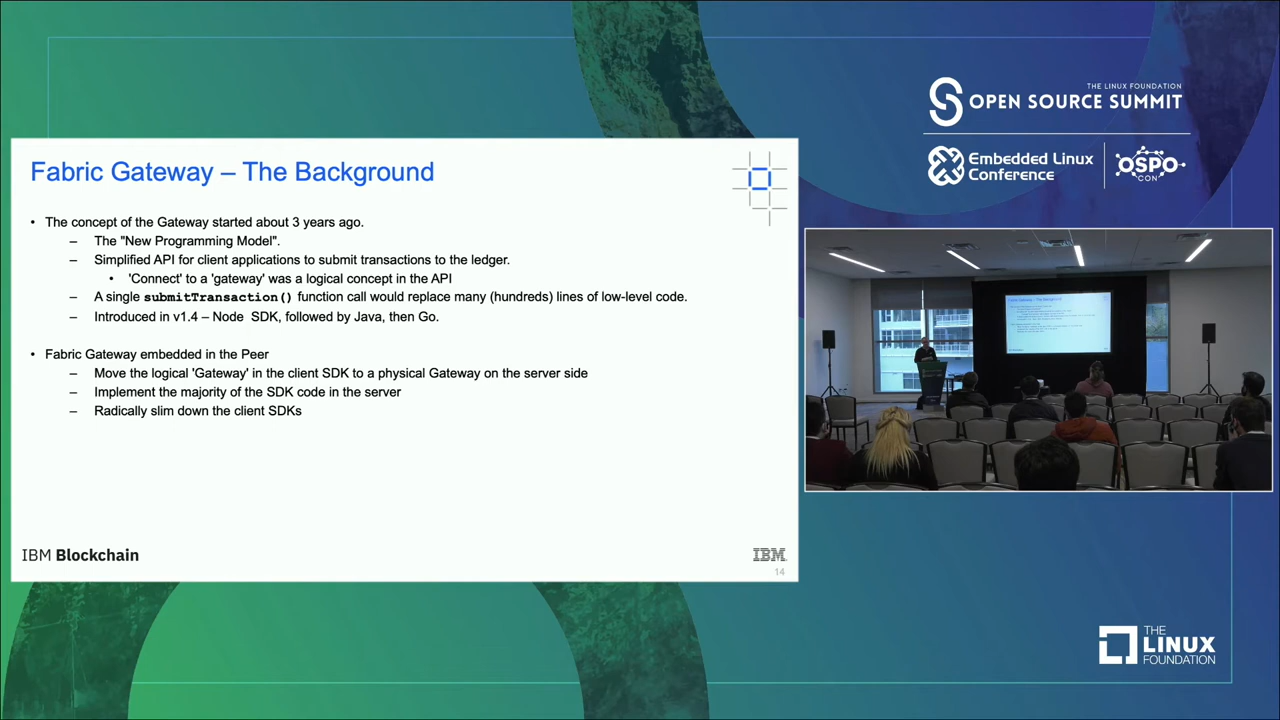 THE LINUX FOUNDATION
OPEN SOURCE SUMMIT
Embedded Linux
Conference
OSPO
CON
Fabric Gateway – The Background
• The concept of the Gateway started about 3 years ago.
– The "New Programming Model".
– Simplified API for client applications to submit transactions to the ledger.
• 'Connect' to a 'gateway' was a logical concept in the API
– A single submitTransaction() function call would replace many (hundreds) lines of low-level code.
– Introduced in v1.4 – Node SDK, followed by Java, then Go.
• Fabric Gateway embedded in the Peer
– Move the logical 'Gateway' in the client SDK to a physical Gateway on the server side
– Implement the majority of the SDK code in the server
– Radically slim down the client SDKs
IBM Blockchain
IBM
14
Fabric Gateway – The Background
THE
LINUX
FOUNDATION